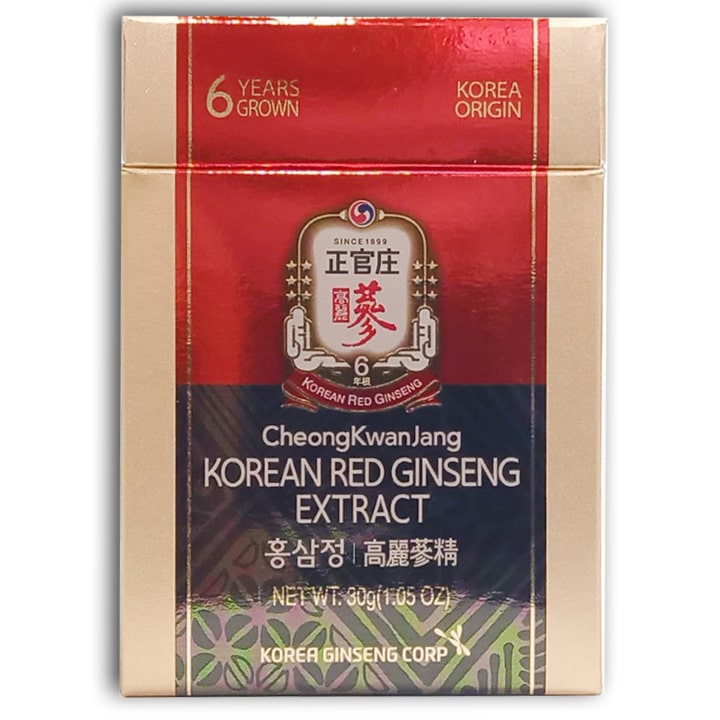 6 YEARS GROWN
KOREA ORIGIN
SINCE 1899
正官庄
高麗
蔘
6
年根
KOREAN RED GINSENG
CheongKwanJang
KOREAN RED GINSENG
EXTRACT
홍삼정 | 高麗蔘精
NET WT. 30g(1.05 OZ)
KOREA GINSENG CORP